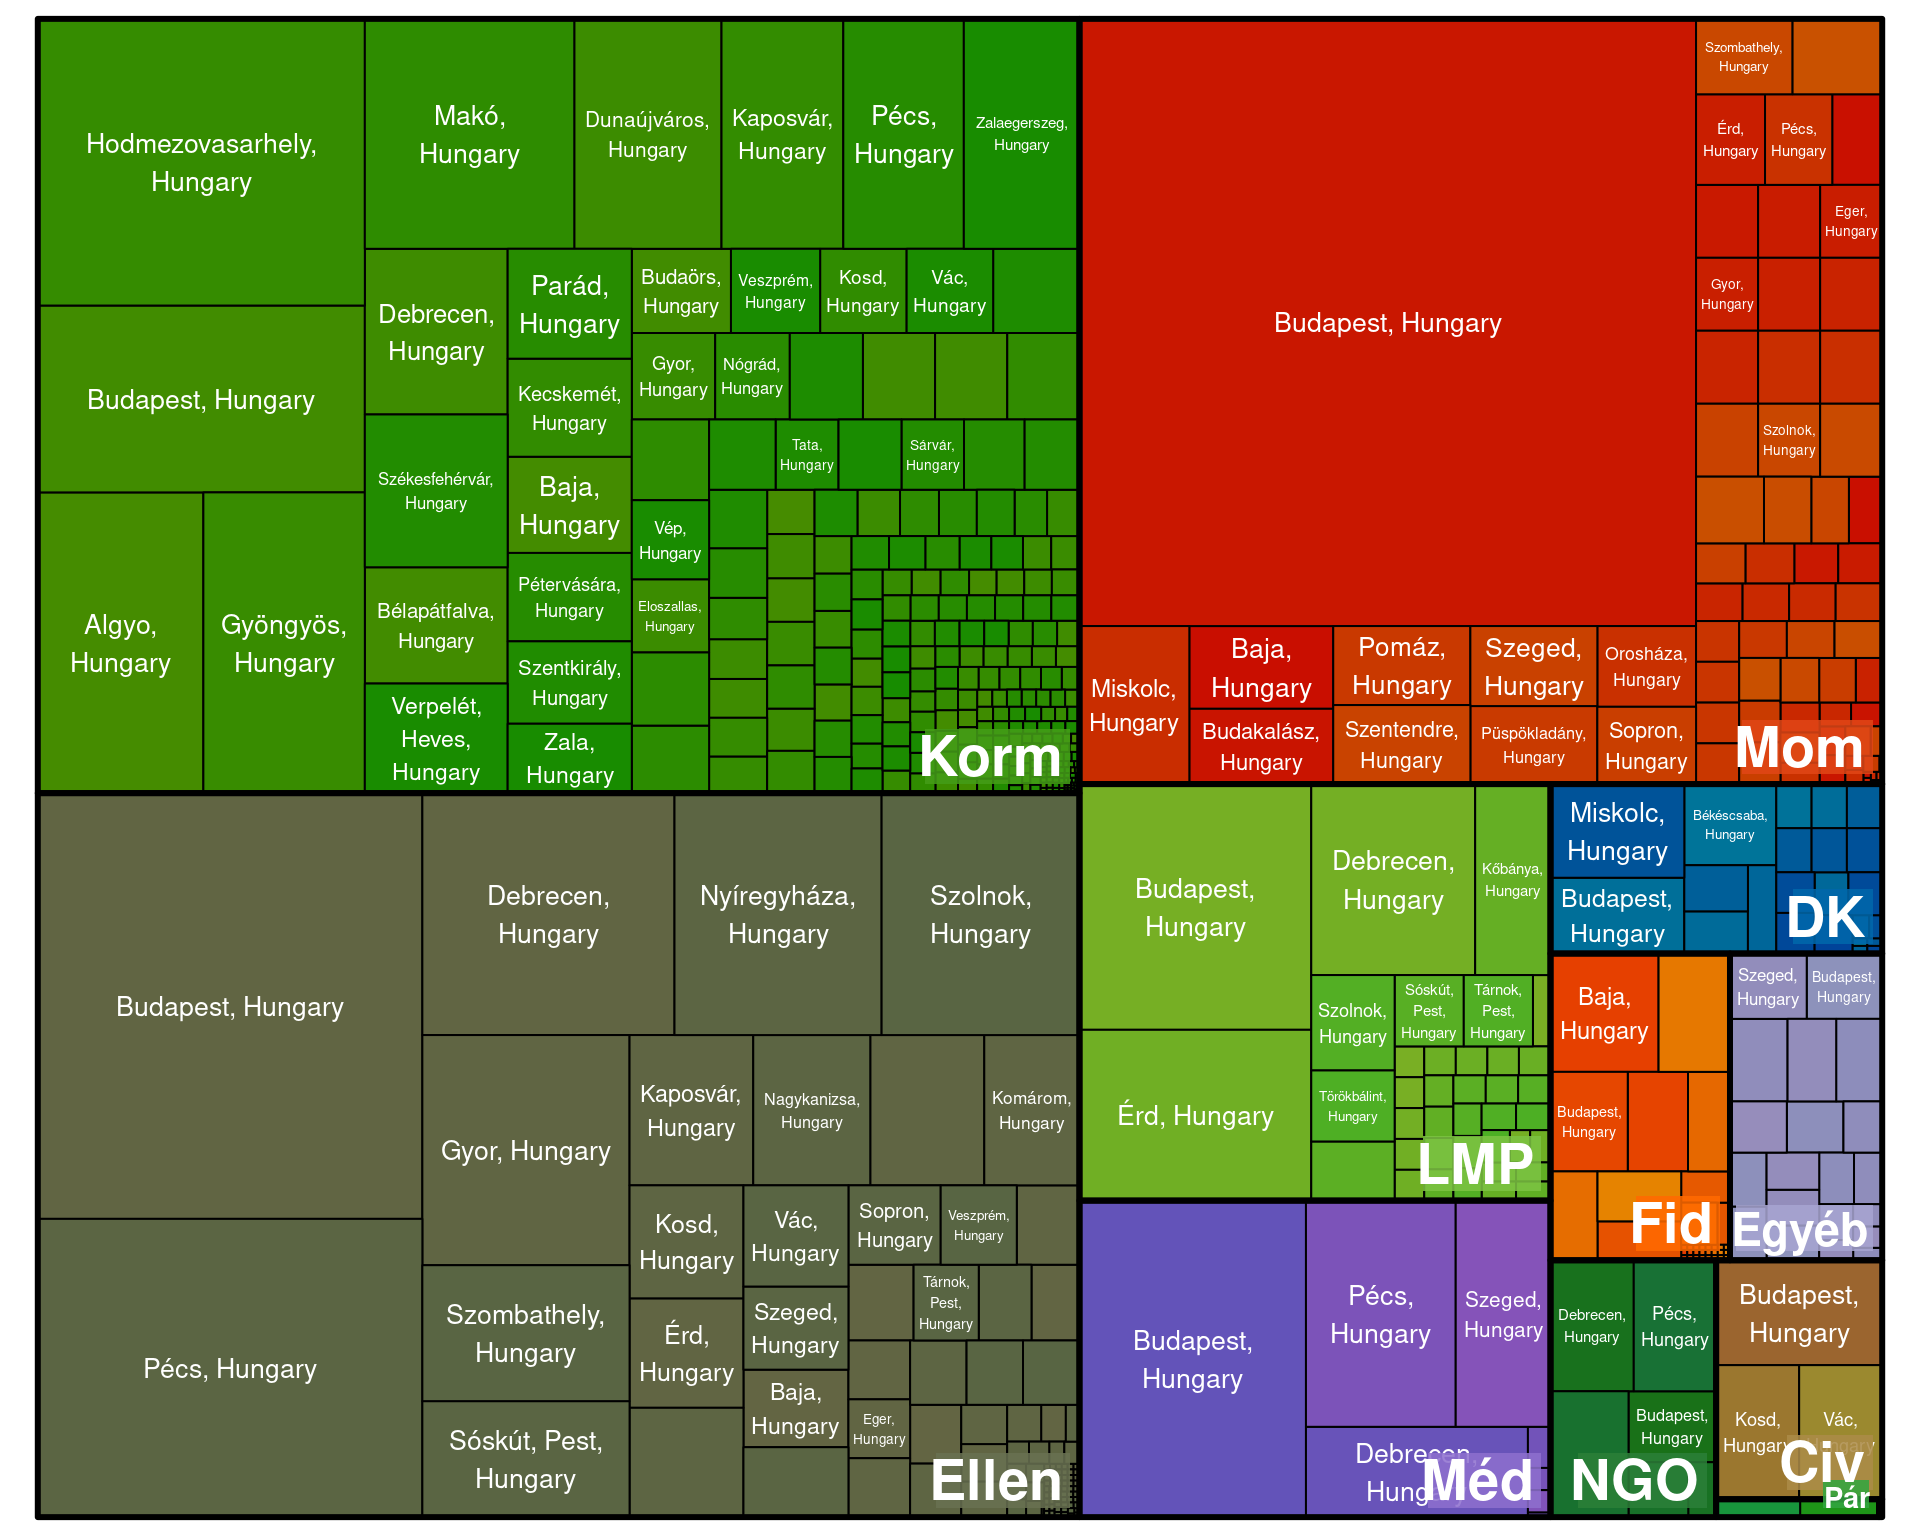 Hodmezovasarhely,
Hungary
Budapest, Hungary
Algyo,
Hungary
Gyöngyös,
Hungary
Makó,
Hungary
Dunaújváros,
Hungary
Kaposvár,
Hungary
Pécs,
Hungary
Zalaegerszeg,
Hungary
Debrecen,
Hungary
Székesfehérvár,
Hungary
Bélapátfalva,
Hungary
Verpelét,
Heves,
Hungary
Parád,
Hungary
Kecskemét,
Hungary
Baja,
Hungary
Pétervására,
Hungary
Szentkirály,
Hungary
Zala,
Hungary
Budaörs,
Hungary
Veszprém,
Hungary
Kosd,
Hungary
Vác,
Hungary
Gyor,
Hungary
Nógrád,
Hungary
Tata,
Hungary
Sárvár,
Hungary
Vép,
Hungary
Eloszallas,
Hungary
Korm
Budapest, Hungary
Miskolc,
Hungary
Baja,
Hungary
Budakalász,
Hungary
Pomáz,
Hungary
Szentendre,
Hungary
Szeged,
Hungary
Püspökladány,
Hungary
Orosháza,
Hungary
Sopron,
Hungary
Szombathely,
Hungary
Érd,
Hungary
Pécs,
Hungary
Eger,
Hungary
Gyor,
Hungary
Szolnok,
Hungary
Mom
Budapest, Hungary
Pécs, Hungary
Debrecen,
Hungary
Nyíregyháza,
Hungary
Szolnok,
Hungary
Gyor, Hungary
Szombathely,
Hungary
Sóskút, Pest,
Hungary
Kaposvár,
Hungary
Nagykanizsa,
Hungary
Komárom,
Hungary
Kosd,
Hungary
Érd,
Hungary
Vác,
Hungary
Szeged,
Hungary
Baja,
Hungary
Sopron,
Hungary
Veszprém,
Hungary
Tárnok,
Pest,
Hungary
Eger,
Hungary
Ellen
Budapest,
Hungary
Érd, Hungary
Debrecen,
Hungary
Kőbánya,
Hungary
Szolnok,
Hungary
Törökbálint,
Hungary
Sóskút,
Pest,
Hungary
Tárnok,
Pest,
Hungary
LMP
Budapest,
Hungary
Pécs,
Hungary
Szeged,
Hungary
Debrecen,
Hungary
Méd
Miskolc,
Hungary
Budapest,
Hungary
Békéscsaba,
Hungary
DK
Baja,
Hungary
Budapest,
Hungary
Fid
Szeged,
Hungary
Budapest,
Hungary
Egyéb
Debrecen,
Hungary
Pécs,
Hungary
Budapest,
Hungary
NGO
Budapest,
Hungary
Kosd,
Hungary
Vác,
Hungary
Civ
Pár